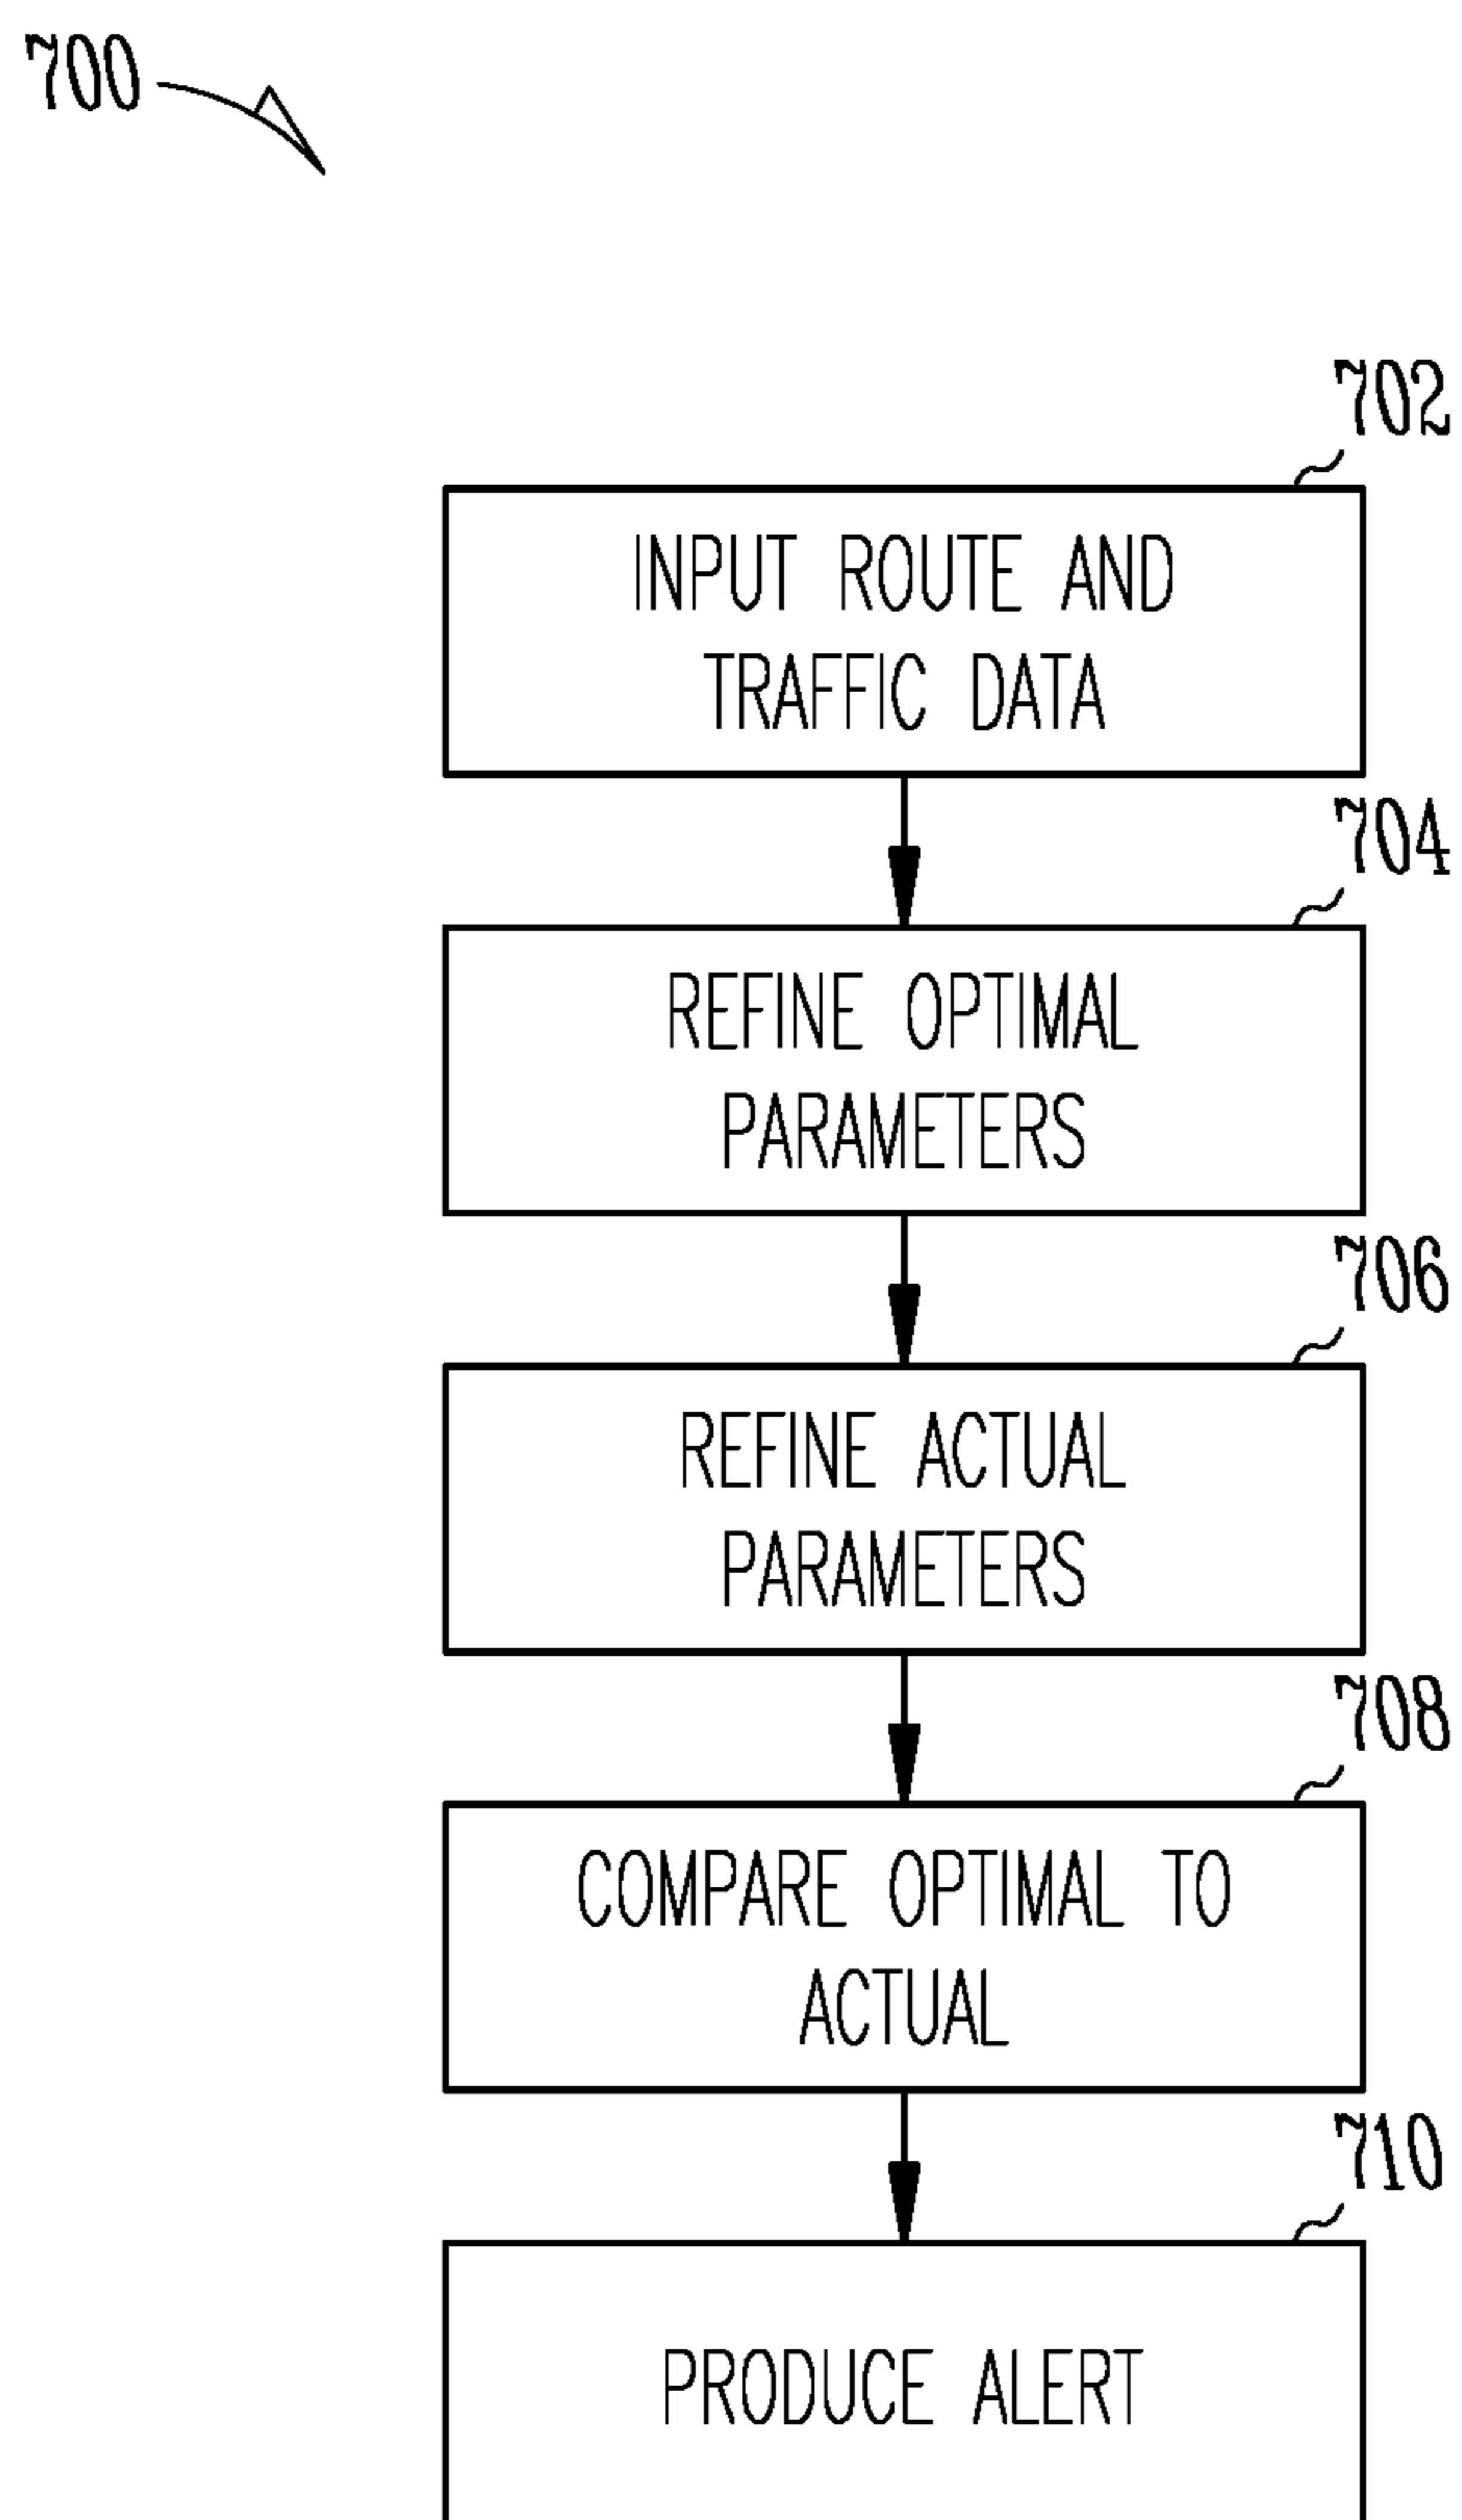 700
702
INPUT ROUTE AND
TRAFFIC DATA
704
REFINE OPTIMAL
PARAMETERS
706
REFINE ACTUAL
PARAMETERS
708
COMPARE OPTIMAL TO
ACTUAL
710
PRODUCE ALERT